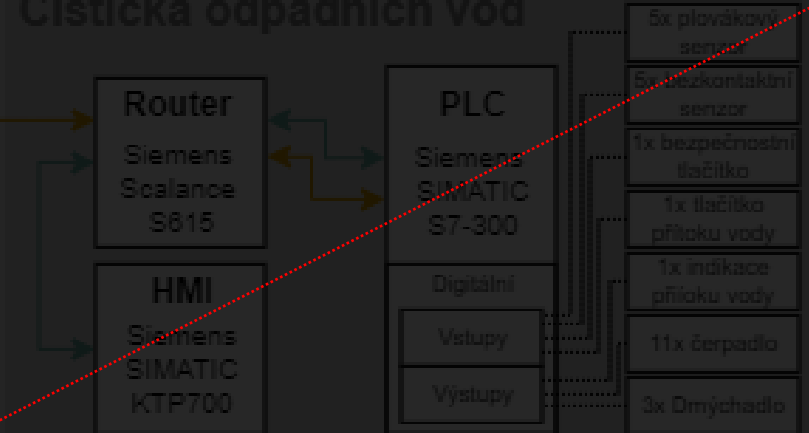 Čistička odpadních vod
Router
Siemens
Scalance
S615
HMI
Siemens
SIMATIC
KTP700
PLC
Siemens
SIMATIC
S7-300
Digitální
Vstupy
Výstupy
5x plovákový
senzor
5x bezkontaktní
senzor
1x bezpečnostní
tlačítko
1x tlačítko
přítoku vody
1x indikace
přítoku vody
11x čerpadlo
3x Dmýchadlo